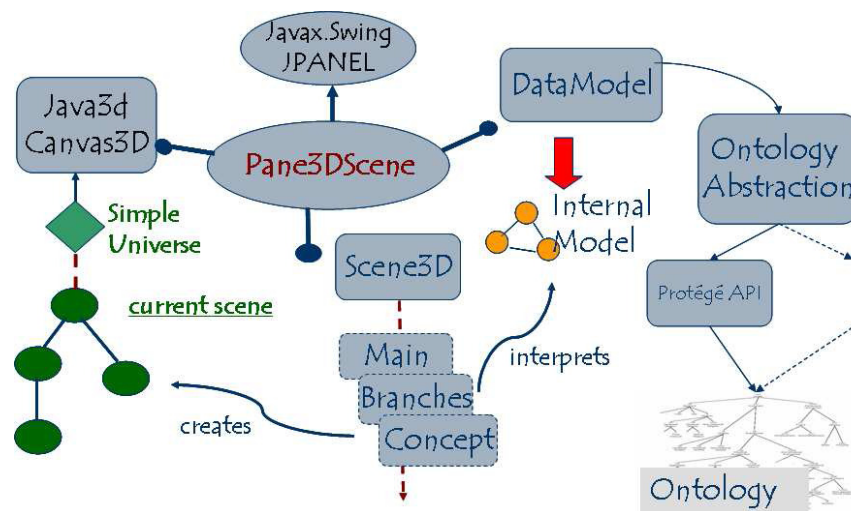 Javax.Swing
JPANEL
Java3d
Canvas3D
DataModel
Pane3DScene
Ontology
Abstraction
Simple
Universe
Internal
Model
Scene3D
Protégé API
current scene
Main
interprets
Branches
creates
Concept
Ontology